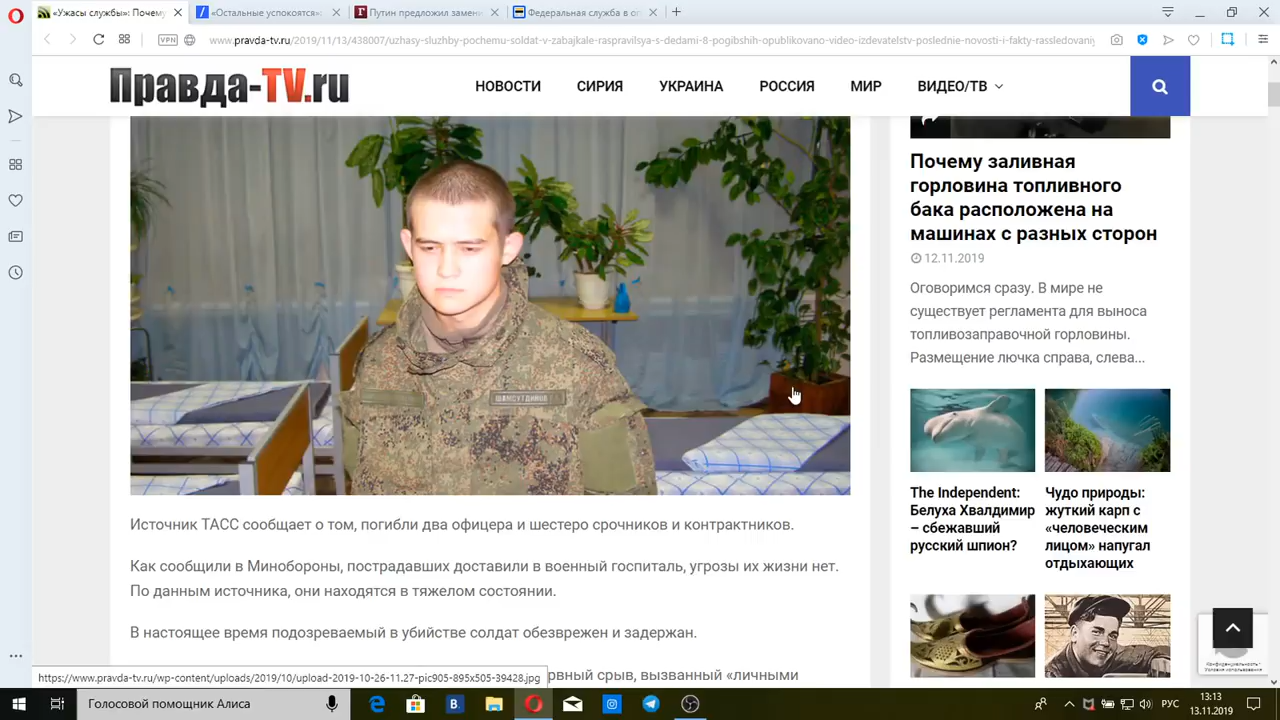 «Ужасы службы»: Почему
«Остальные успокоятся»:
Путин предложил замени
Федеральная служба в от
VPN
www.pravda-tv.ru/2019/11/13/438007/uzhasy-sluzhby-pochemu-soldat-v-zabajkale-raspravilsya-s-dedami-8-pogibshih-opublikovano-video-izdevatelstv-poslednie-novosti-i-fakty-rassledovaniy
Правда-TV.ru
НОВОСТИ СИРИЯ УКРАИНА РОССИЯ МИР ВИДЕО/ТВ
ШАМСУТДИНОВ
Источник ТАСС сообщает о том, погибли два офицера и шестеро срочников и контрактников.
Как сообщили в Минобороны, пострадавших доставили в военный госпиталь, угрозы их жизни нет.
По данным источника, они находятся в тяжелом состоянии.
В настоящее время подозреваемый в убийстве солдат обезврежен и задержан.
рвный срыв, вызванный «личными
Почему заливная
горловина топливного
бака расположена на
машинах с разных сторон
12.11.2019
Оговоримся сразу. В мире не
существует регламента для выноса
топливозаправочной горловины.
Размещение лючка справа, слева...
The Independent:
Белуха Хвалдимир
– сбежавший
русский шпион?
Чудо природы:
жуткий карп с
«человеческим
лицом» напугал
отдыхающих
Конфиденциальность -
Условия использования
https://www.pravda-tv.ru/wp-content/uploads/2019/10/upload-2019-10-26-11.27-pic905-895x505-39428.jpg
Голосовой помощник Алиса
РУС
13:13
13.11.2019